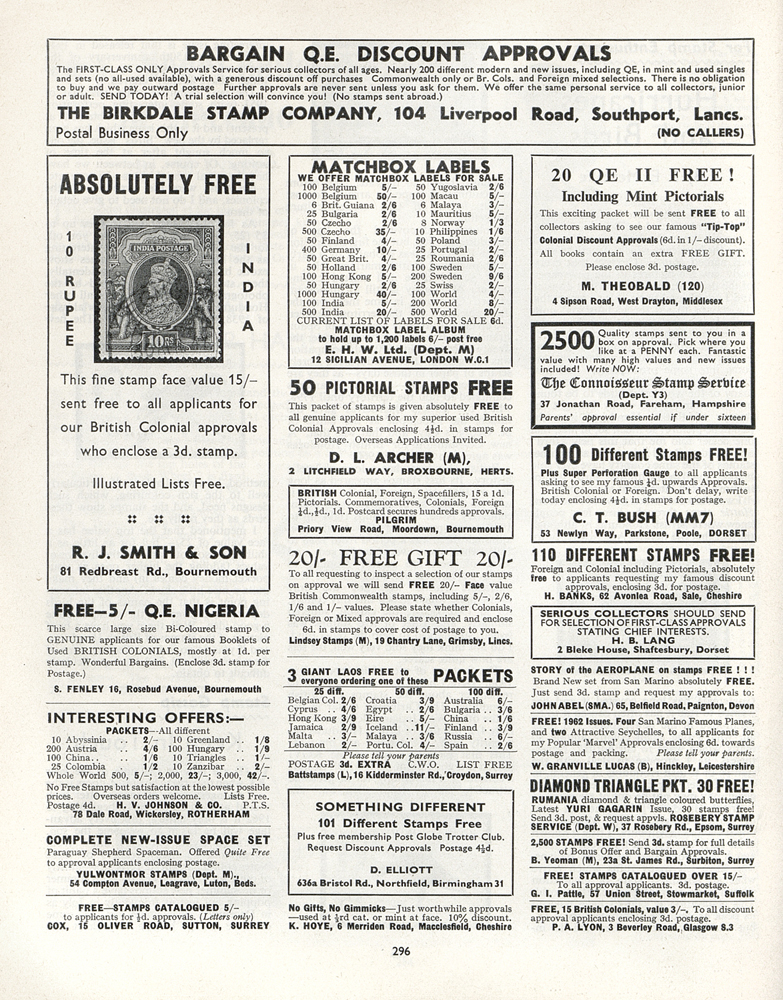 BARGAIN Q.E. DISCOUNT APPROVALS
The FIRST-CLASS ONLY Approvals Service for serious collectors of all ages. Nearly 200 different modern and new issues, including QE, in mint and used singles
and sets (no all-used available), with a generous discount off purchases Commonwealth only or Br. Cols. and Foreign mixed selections. There is no obligation
to buy and we pay outward postage Further approvals are never sent unless you ask for them. We offer the same personal service to all collectors, junior
or adult. SEND TODAY! A trial selection will convince you! (No stamps sent abroad.)
THE BIRKDALE STAMP COMPANY, 104 Liverpool Road, Southport, Lancs.
Postal Business Only (NO CALLERS)
ABSOLUTELY FREE
10 RUPEE
INDIA POSTAGE
10Rs
INDIA
This fine stamp face value 15/–
sent free to all applicants for
our British Colonial approvals
who enclose a 3d. stamp.
Illustrated Lists Free.
R. J. SMITH & SON
81 Redbreast Rd., Bournemouth
FREE—5/- Q.E. NIGERIA
This scarce large size Bi-Coloured stamp to
GENUINE applicants for our famous Booklets of
Used BRITISH COLONIALS, mostly at 1d. per
stamp. Wonderful Bargains. (Enclose 3d. stamp for
Postage.)
S. FENLEY 16, Rosebud Avenue, Bournemouth
INTERESTING OFFERS:—
PACKETS—All different
10 Abyssinia .. 2/– 10 Greenland .. 1/8
200 Austria 4/6 100 Hungary .. 1/9
100 China.. .. 1/6 10 Triangles .. 1/–
25 Colombia .. 1/2 10 Zanzibar .. 2/–
Whole World 500, 5/–; 2,000, 23/–; 3,000, 42/–.
No Free Stamps but satisfaction at the lowest possible
prices. Overseas orders welcome. Lists Free.
Postage 4d. H. V. JOHNSON & CO. P.T.S.
78 Dale Road, Wickersley, ROTHERHAM
COMPLETE NEW-ISSUE SPACE SET
Paraguay Shepherd Spaceman. Offered Quite Free
to approval applicants enclosing postage.
YULWONTMOR STAMPS (Dept. M).,
54 Compton Avenue, Leagrave, Luton, Beds.
FREE—STAMPS CATALOGUED 5/–
to applicants for ½d. approvals. (Letters only)
COX, 15 OLIVER ROAD, SUTTON, SURREY
MATCHBOX LABELS
WE OFFER MATCHBOX LABELS FOR SALE
100 Belgium 5/– 50 Yugoslavia 2/6
1000 Belgium 50/– 100 Macau 5/–
6 Brit. Guiana 2/6 6 Malaya 3/–
25 Bulgaria 2/6 10 Mauritius 5/–
50 Czecho 2/6 8 Norway 1/3
500 Czecho 35/– 10 Philippines 1/6
50 Finland 4/– 50 Poland 3/–
400 Germany 10/– 25 Portugal 2/–
50 Great Brit. 4/– 25 Roumania 2/6
50 Holland 2/6 100 Sweden 5/–
100 Hong Kong 5/– 200 Sweden 9/6
50 Hungary 2/6 25 Swiss 2/–
1000 Hungary 40/– 100 World 4/–
100 India 5/– 200 World 8/–
500 India 20/– 500 World 20/–
CURRENT LIST OF LABELS FOR SALE 6d.
MATCHBOX LABEL ALBUM
to hold up to 1,200 labels 6/– post free
E. H. W. Ltd. (Dept. M)
12 SICILIAN AVENUE, LONDON W.C.1
50 PICTORIAL STAMPS FREE
This packet of stamps is given absolutely FREE to
all genuine applicants for my superior used British
Colonial Approvals enclosing 4½d. in stamps for
postage. Overseas Applications Invited.
D. L. ARCHER (M),
2 LITCHFIELD WAY, BROXBOURNE, HERTS.
BRITISH Colonial, Foreign, Spacefillers, 15 a 1d.
Pictorials. Commemoratives, Colonials, Foreign
¼d.,½d., 1d. Postcard secures hundreds approvals.
PILGRIM
Priory View Road, Moordown, Bournemouth
20/- FREE GIFT 20/-
To all requesting to inspect a selection of our stamps
on approval we will send FREE 20/– Face value
British Commonwealth stamps, including 5/–, 2/6,
1/6 and 1/– values. Please state whether Colonials,
Foreign or Mixed approvals are required and enclose
6d. in stamps to cover cost of postage to you.
Lindsey Stamps (M), 19 Chantry Lane, Grimsby, Lincs.
3 GIANT LAOS FREE to everyone ordering one of these PACKETS
25 diff. 50 diff. 100 diff.
Belgian Col. 2/6 Croatia 3/9 Australia 6/–
Cyprus .. 4/6 Egypt .. 2/6 Bulgaria .. 3/6
Hong Kong 3/9 Eire .. 5/– China .. 1/6
Jamaica 2/9 Iceland ..11/– Finland .. 3/9
Malta .. 3/– Malaya .. 3/6 Russia .. 6/–
Lebanon 2/– Portu. Col. 4/– Spain .. 2/6
Please tell your parents
POSTAGE 3d. EXTRA C.W.O. LIST FREE
Battstamps (L), 16 Kidderminster Rd., Croydon, Surrey
SOMETHING DIFFERENT
101 Different Stamps Free
Plus free membership Post Globe Trotter Club.
Request Discount Approvals Postage 4½d.
D. ELLIOTT
636a Bristol Rd., Northfield, Birmingham 31
No Gifts, No Gimmicks—Just worthwhile approvals
—used at ⅓rd cat. or mint at face. 10% discount.
K. HOYE, 6 Merriden Road, Macclesfield, Cheshire
20 QE II FREE!
Including Mint Pictorials
This exciting packet will be sent FREE to all
collectors asking to see our famous "Tip-Top"
Colonial Discount Approvals (6d. in 1/– discount).
All books contain an extra FREE GIFT.
Please enclose 3d. postage.
M. THEOBALD (120)
4 Sipson Road, West Drayton, Middlesex
2500 Quality stamps sent to you in a
box on approval. Pick where you
like at a PENNY each. Fantastic
value with many high values and new issues
included! Write NOW:
The Connoisseur Stamp Service
(Dept. Y3)
37 Jonathan Road, Fareham, Hampshire
Parents' approval essential if under sixteen
100 Different Stamps FREE!
Plus Super Perforation Gauge to all applicants
asking to see my famous ½d. upwards Approvals.
British Colonial or Foreign. Don't delay, write
today enclosing 4½d. in stamps for postage.
C. T. BUSH (MM7)
53 Newlyn Way, Parkstone, Poole, DORSET
110 DIFFERENT STAMPS FREE!
Foreign and Colonial including Pictorials, absolutely
free to applicants requesting my famous discount
approvals, enclosing 3d. for postage.
H. BANKS, 62 Avonlea Road, Sale, Cheshire
SERIOUS COLLECTORS SHOULD SEND
FOR SELECTION OF FIRST-CLASS APPROVALS
STATING CHIEF INTERESTS.
H. B. LANG
2 Bleke House, Shaftesbury, Dorset
STORY of the AEROPLANE on stamps FREE ! ! !
Brand New set from San Marino absolutely FREE.
Just send 3d. stamp and request my approvals to:
JOHN ABEL (SMA.) 65, Belfield Road, Paignton, Devon
FREE! 1962 Issues. Four San Marino Famous Planes,
and two Attractive Seychelles, to all applicants for
my Popular 'Marvel' Approvals enclosing 6d. towards
postage and packing. Please tell your parents.
W. GRANVILLE LUCAS (B), Hinckley, Leicestershire
DIAMOND TRIANGLE PKT. 30 FREE!
RUMANIA diamond & triangle coloured butterflies,
Latest YURI GAGARIN Issue, 30 stamps free!
Send 3d. post, & request appvls. ROSEBERY STAMP
SERVICE (Dept. W), 37 Rosebery Rd., Epsom, Surrey
2,500 STAMPS FREE! Send 3d. stamp for full details
of Bonus Offer and Bargain Approvals.
B. Yeoman (M), 23a St. James Rd., Surbiton, Surrey
FREE! STAMPS CATALOGUED OVER 15/–
To all approval applicants. 3d. postage.
G. I. Pattle, 57 Union Street, Stowmarket, Suffolk
FREE, 15 British Colonials, value 3/–. To all discount
approval applicants enclosing 3d. postage.
P. A. LYON, 3 Beverley Road, Glasgow S.3
296